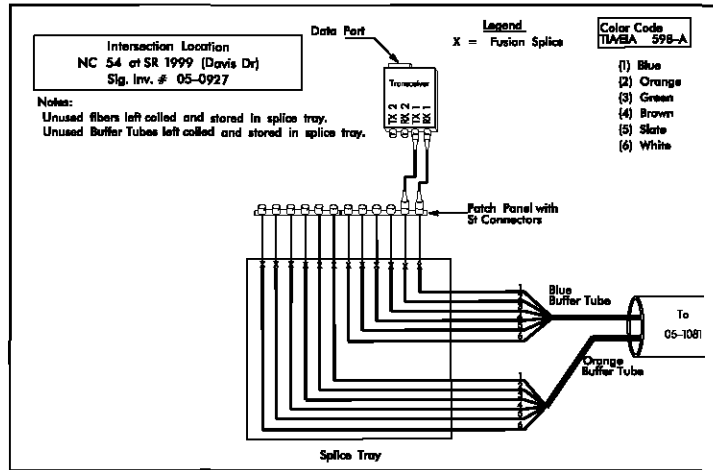 Intersection Location
NC 54 at SR 1999 (Davis Dr)
Sig. Inv. # 05-0927
Notes:
Unused fibers left coiled and stored in splice tray.
Unused Buffer Tubes left coiled and stored in splice tray.
Data Port
Transceiver
TX 2
RX 2
TX 1
RX 1
Legend
X = Fusion Splice
Color Code
TIA/EIA 598-A
(1) Blue
(2) Orange
(3) Green
(4) Brown
(5) Slate
(6) White
Patch Panel with
St Connectors
1
2
3
4
5
6
Blue
Buffer Tube
To
05-1081
Orange
Buffer Tube
1
2
3
4
5
6
Splice Tray